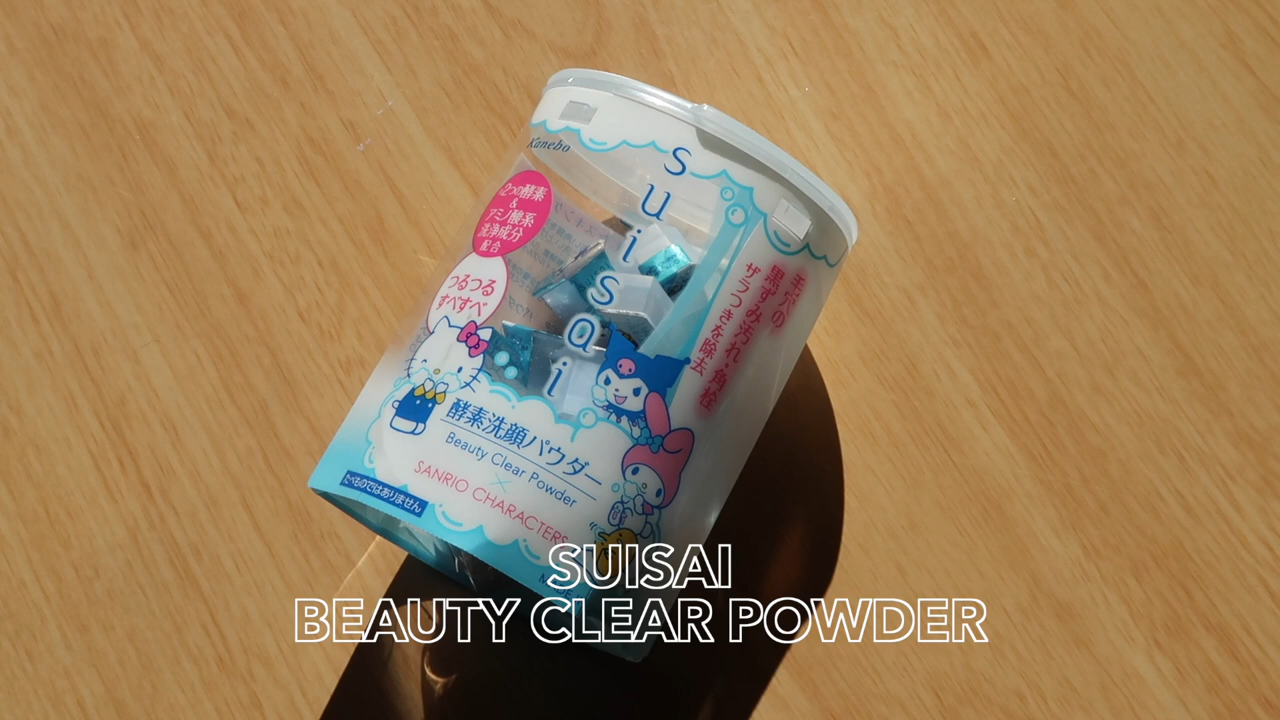 Kanebo
suisai
2つの酵素
&
アミノ酸系
洗浄成分
配合
つるつる
すべすべ
毛穴の
黒ずみ汚れ・角栓
ザラつきを除去
酵素洗顔パウダー
Beauty Clear Powder
×
SANRIO CHARACTERS
たべものではありません
SUISAI
BEAUTY CLEAR POWDER